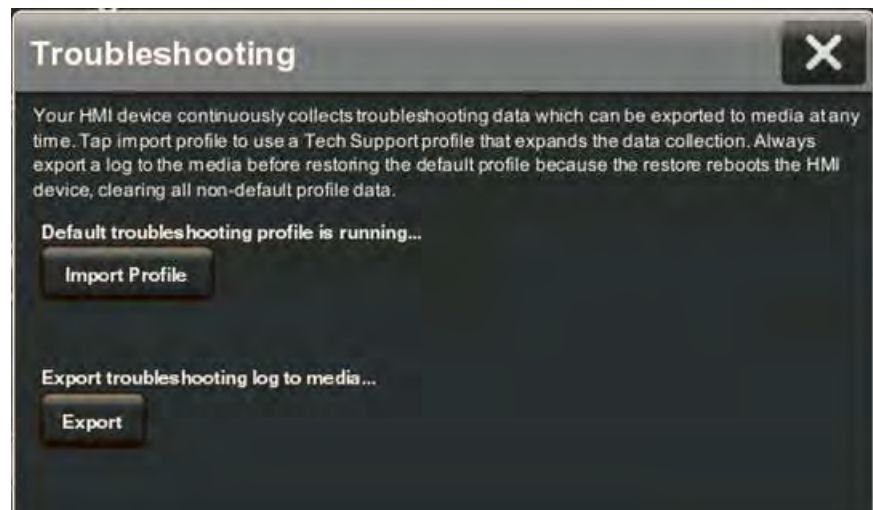 Troubleshooting
Your HMI device continuously collects troubleshooting data which can be exported to media at any
time. Tap import profile to use a Tech Support profile that expands the data collection. Always
export a log to the media before restoring the default profile because the restore reboots the HMI
device, clearing all non-default profile data.
Default troubleshooting profile is running...
Import Profile
Export troubleshooting log to media...
Export